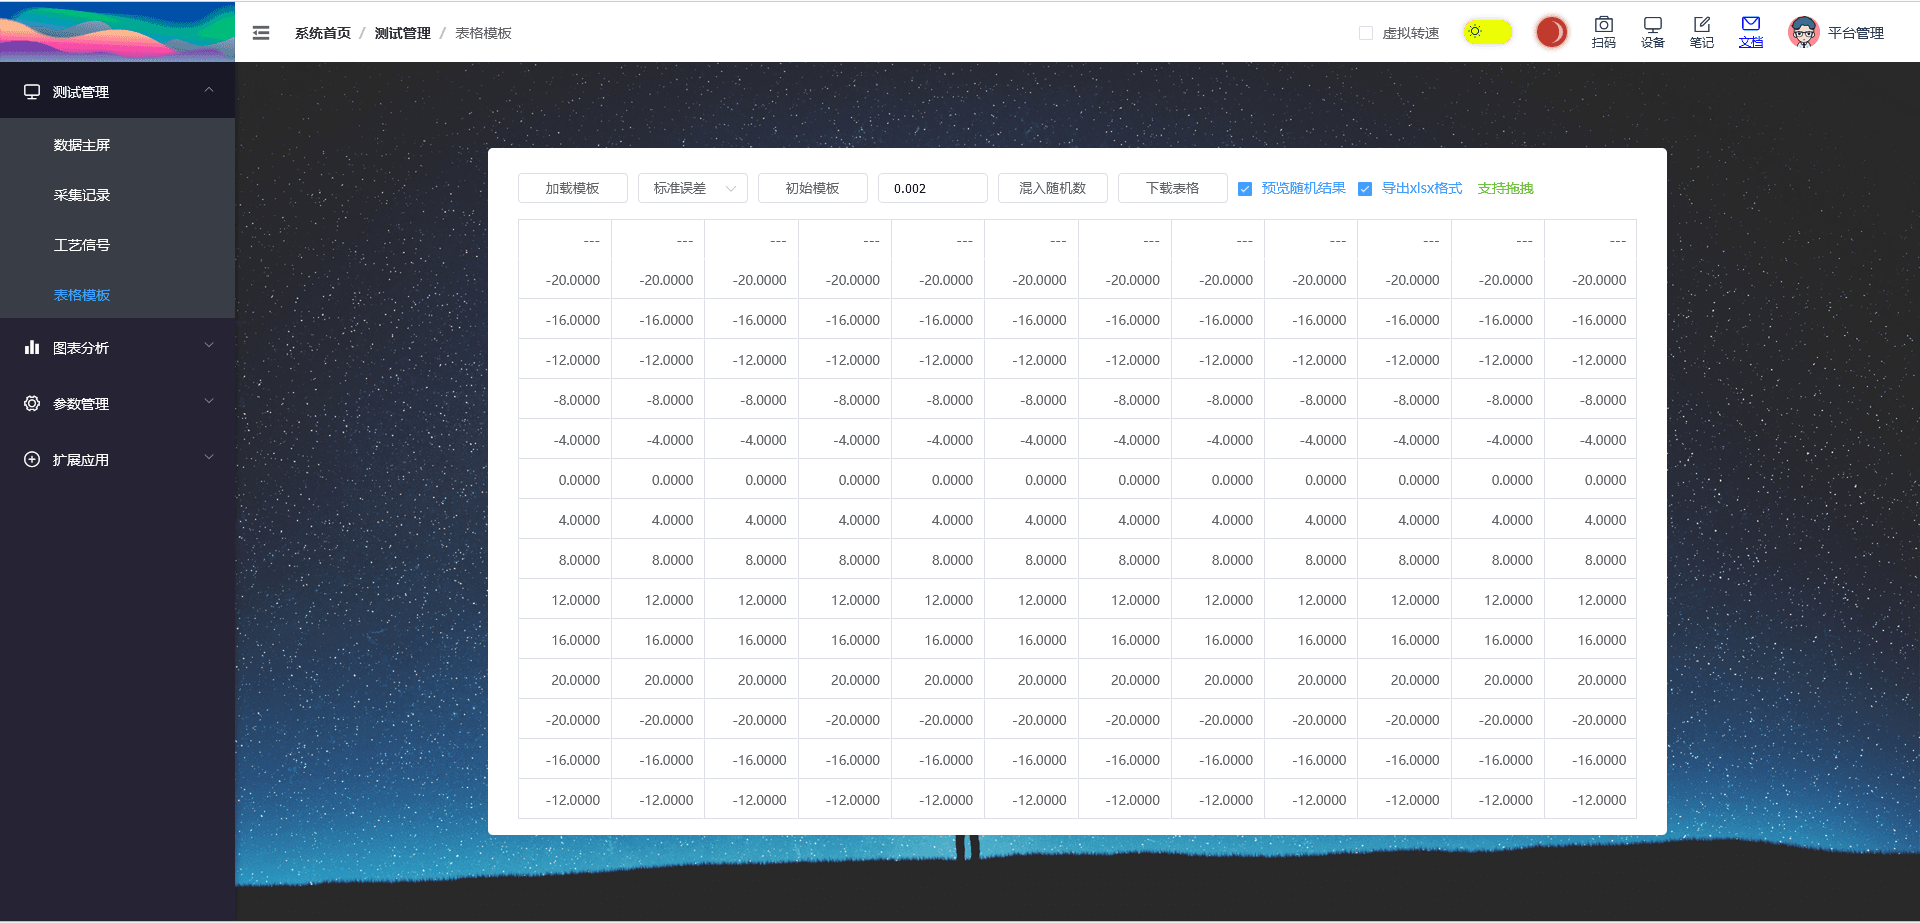 系统首页 / 测试管理 / 表格模板
虚拟转速
扫码
设备
笔记
文档
平台管理
测试管理
数据主屏
采集记录
工艺信号
表格模板
图表分析
参数管理
扩展应用
加载模板 标准误差 初始模板 0.002 混入随机数 下载表格 预览随机结果 导出xlsx格式 支持拖拽
--- --- --- --- --- --- --- --- --- --- --- ---
-20.0000 -20.0000 -20.0000 -20.0000 -20.0000 -20.0000 -20.0000 -20.0000 -20.0000 -20.0000 -20.0000 -20.0000
-16.0000 -16.0000 -16.0000 -16.0000 -16.0000 -16.0000 -16.0000 -16.0000 -16.0000 -16.0000 -16.0000 -16.0000
-12.0000 -12.0000 -12.0000 -12.0000 -12.0000 -12.0000 -12.0000 -12.0000 -12.0000 -12.0000 -12.0000 -12.0000
-8.0000 -8.0000 -8.0000 -8.0000 -8.0000 -8.0000 -8.0000 -8.0000 -8.0000 -8.0000 -8.0000 -8.0000
-4.0000 -4.0000 -4.0000 -4.0000 -4.0000 -4.0000 -4.0000 -4.0000 -4.0000 -4.0000 -4.0000 -4.0000
0.0000 0.0000 0.0000 0.0000 0.0000 0.0000 0.0000 0.0000 0.0000 0.0000 0.0000 0.0000
4.0000 4.0000 4.0000 4.0000 4.0000 4.0000 4.0000 4.0000 4.0000 4.0000 4.0000 4.0000
8.0000 8.0000 8.0000 8.0000 8.0000 8.0000 8.0000 8.0000 8.0000 8.0000 8.0000 8.0000
12.0000 12.0000 12.0000 12.0000 12.0000 12.0000 12.0000 12.0000 12.0000 12.0000 12.0000 12.0000
16.0000 16.0000 16.0000 16.0000 16.0000 16.0000 16.0000 16.0000 16.0000 16.0000 16.0000 16.0000
20.0000 20.0000 20.0000 20.0000 20.0000 20.0000 20.0000 20.0000 20.0000 20.0000 20.0000 20.0000
-20.0000 -20.0000 -20.0000 -20.0000 -20.0000 -20.0000 -20.0000 -20.0000 -20.0000 -20.0000 -20.0000 -20.0000
-16.0000 -16.0000 -16.0000 -16.0000 -16.0000 -16.0000 -16.0000 -16.0000 -16.0000 -16.0000 -16.0000 -16.0000
-12.0000 -12.0000 -12.0000 -12.0000 -12.0000 -12.0000 -12.0000 -12.0000 -12.0000 -12.0000 -12.0000 -12.0000